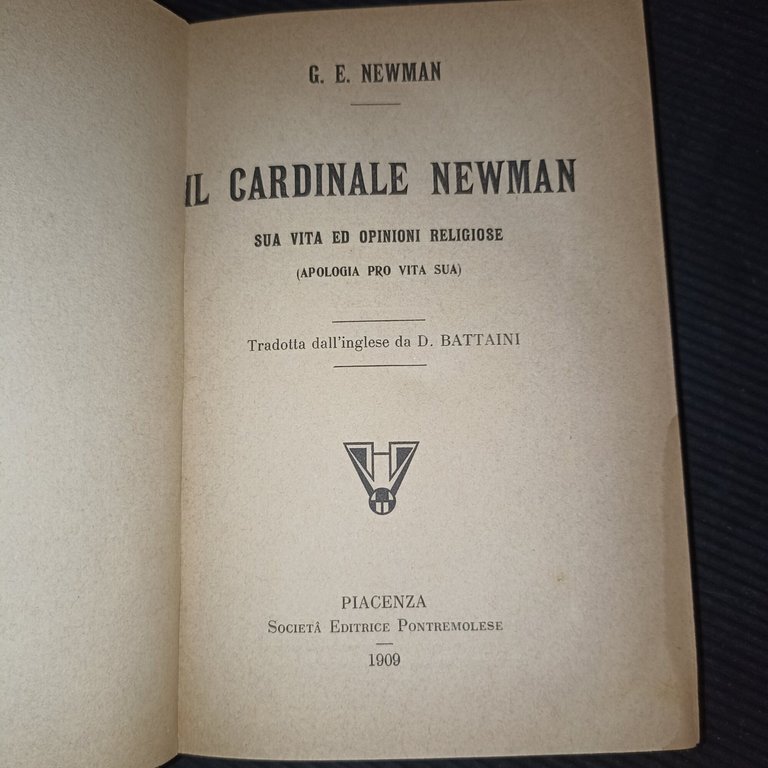 G. E. NEWMAN
IL CARDINALE NEWMAN
SUA VITA ED OPINIONI RELIGIOSE
(APOLOGIA PRO VITA SUA)
Tradotta dall'inglese da D. BATTAINI
PIACENZA
SOCIETÂ EDITRICE PONTREMOLESE
1909